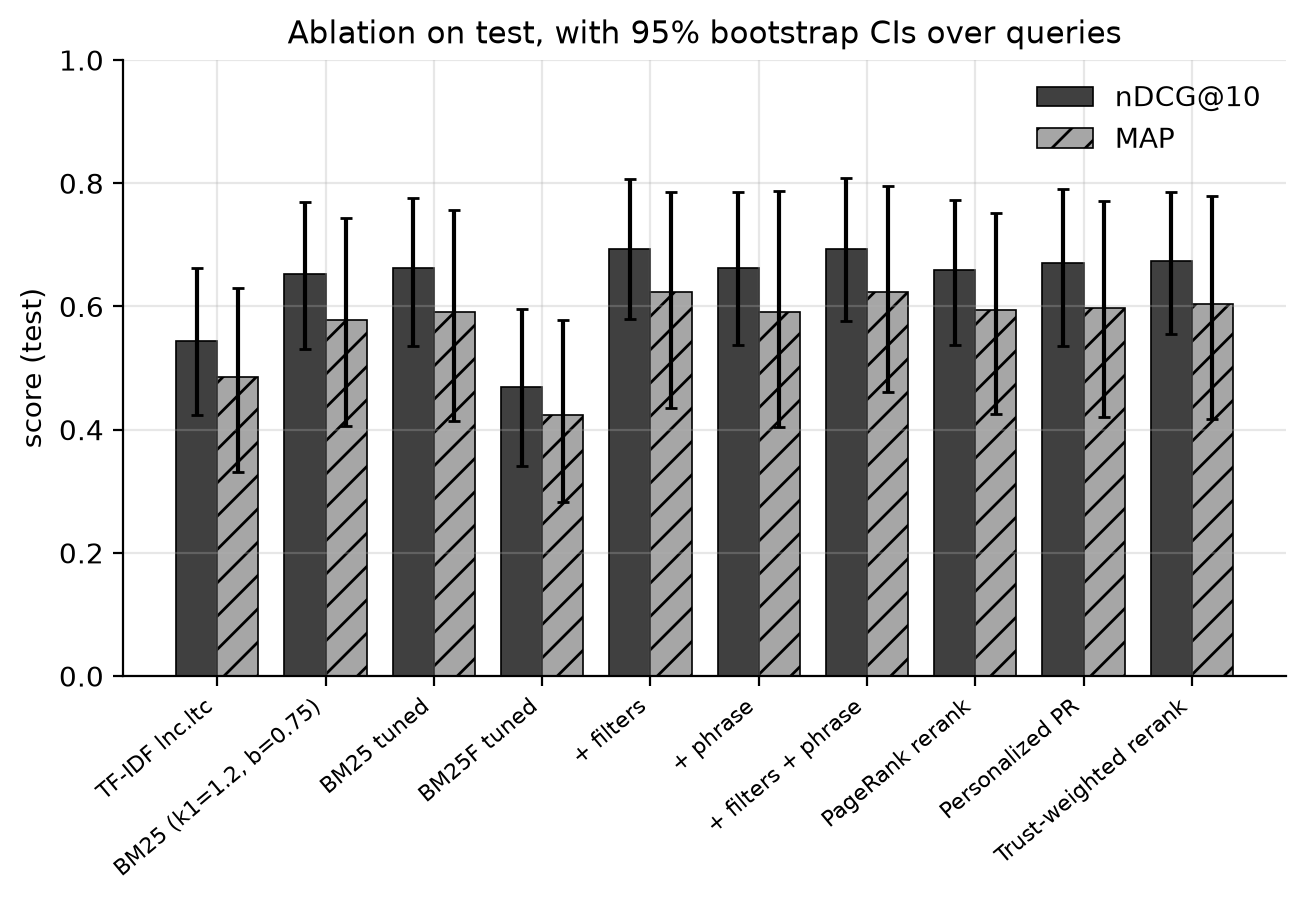 Ablation on test, with 95% bootstrap CIs over queries
nDCG@10
MAP
score (test)
1.0
0.8
0.6
0.4
0.2
0.0
TF-IDF lnc.ltc
BM25 (k1=1.2, b=0.75)
BM25 tuned
BM25F tuned
+ filters
+ phrase
+ filters + phrase
PageRank rerank
Personalized PR
Trust-weighted rerank